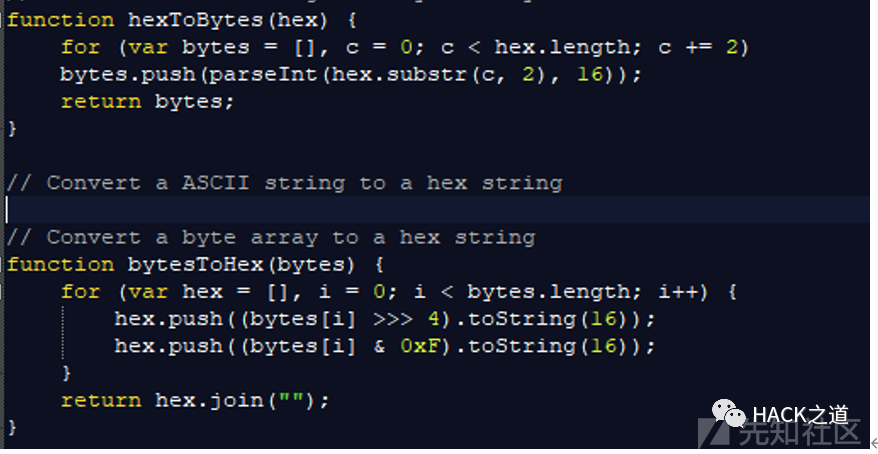 function hexToBytes(hex) {
    for (var bytes = [], c = 0; c < hex.length; c += 2)
    bytes.push(parseInt(hex.substr(c, 2), 16));
    return bytes;
}
// Convert a ASCII string to a hex string
// Convert a byte array to a hex string
function bytesToHex(bytes) {
    for (var hex = [], i = 0; i < bytes.length; i++) {
        hex.push((bytes[i] >>> 4).toString(16));
        hex.push((bytes[i] & 0xF).toString(16));
    }
    return hex.join("");
}
HACK之道
先知社区